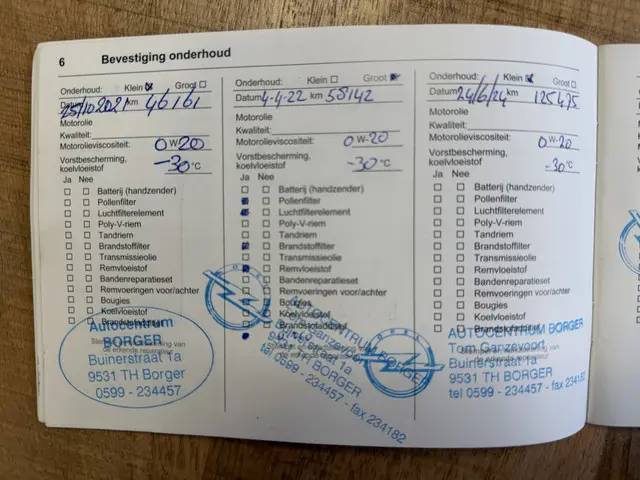 6 Bevestiging onderhoud
Onderhoud: Klein Groot
Datum 25/10 2021 km 46161
Motorolie
Kwaliteit:
Motorolieviscositeit: 0 W-20
Vorstbescherming,
koelvloeistof -30 °C
Ja Nee
Batterij (handzender)
Pollenfilter
Luchtfilterelement
Poly-V-riem
Tandriem
Brandstoffilter
Transmissieolie
Remvloeistof
Bandenreparatieset
Remvoeringen voor/achter
Bougies
Koelvloeistof
Autocentrum
BORGER
Buinerstraat 1a
9531 TH Borger
0599 - 234457
Onderhoud: Klein Groot
Datum 4-4-22 km 58142
Motorolie
Kwaliteit:
Motorolieviscositeit: 0 W-20
Vorstbescherming,
koelvloeistof -30 °C
Ja Nee
Batterij (handzender)
Pollenfilter
Luchtfilterelement
Poly-V-riem
Tandriem
Brandstoffilter
Transmissieolie
Remvloeistof
Bandenreparatieset
Remvoeringen voor/achter
Bougies
Koelvloeistof
BORGER
tel 0599 - 234457 - fax 234182
OPEL
Onderhoud: Klein Groot
Datum 24/6/24 km 125475
Motorolie
Kwaliteit:
Motorolieviscositeit: 0 W-20
Vorstbescherming,
koelvloeistof -30 °C
Ja Nee
Batterij (handzender)
Pollenfilter
Luchtfilterelement
Poly-V-riem
Tandriem
Brandstoffilter
Transmissieolie
Remvloeistof
Bandenreparatieset
Remvoeringen voor/achter
Bougies
Koelvloeistof
AUTOCENTRUM BORGER
Tom Ganzevoort
Buinerstraat 1a
9531 TH BORGER
tel 0599 - 234457 - fax 234182